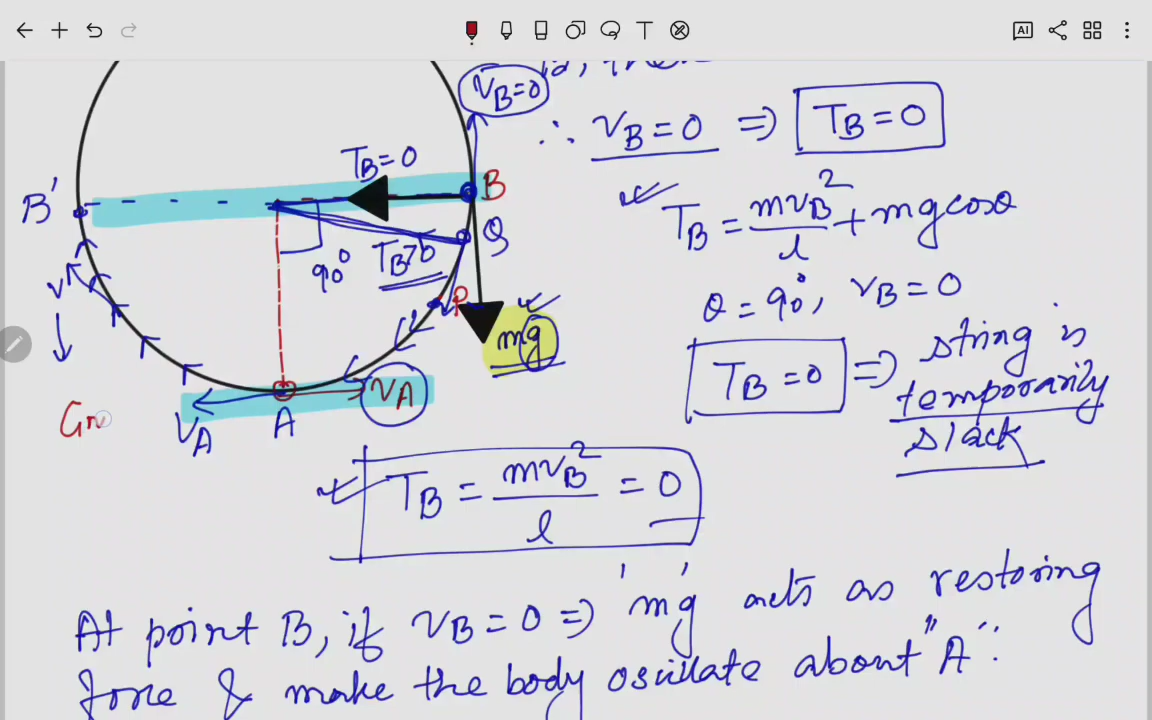 AI
T
v_B=0
∴ v_B = 0 ⇒ T_B = 0
T_B=0
B'
B
T_B = mv_B²/l + mg cosθ
Q
90°
T_B>0
P
θ = 90°, v_B = 0
v
mg
T_B = 0 ⇒ string is
temporarily
slack
v_A
Gr
V_A
A
T_B = mv_B²/l = 0
At point B, if v_B = 0 ⇒ 'mg' acts as restoring
force & make the body oscillate about "A".